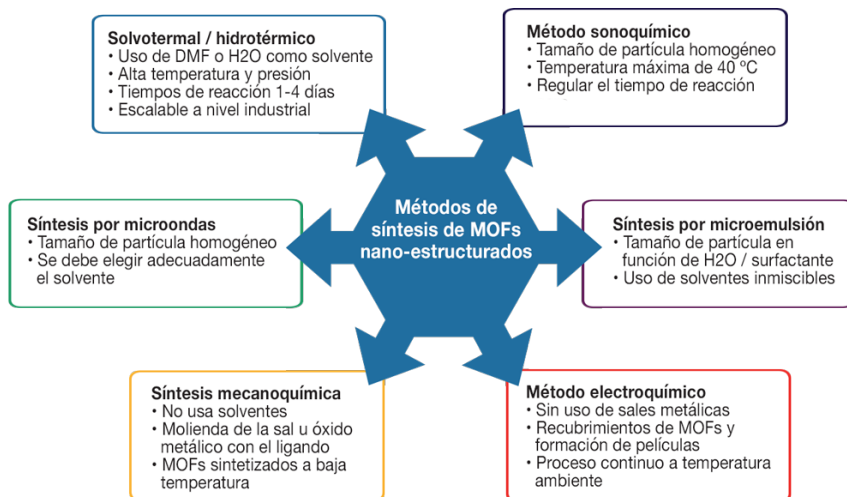 Solvotermal / hidrotérmico
• Uso de DMF o H2O como solvente
• Alta temperatura y presión
• Tiempos de reacción 1-4 días
• Escalable a nivel industrial
Método sonoquímico
• Tamaño de partícula homogéneo
• Temperatura máxima de 40 ºC
• Regular el tiempo de reacción
Métodos de
síntesis de MOFs
nano-estructurados
Síntesis por microondas
• Tamaño de partícula homogéneo
• Se debe elegir adecuadamente
el solvente
Síntesis por microemulsión
• Tamaño de partícula en
función de H2O / surfactante
• Uso de solventes inmiscibles
Síntesis mecanoquímica
• No usa solventes
• Molienda de la sal u óxido
metálico con el ligando
• MOFs sintetizados a baja
temperatura
Método electroquímico
• Sin uso de sales metálicas
• Recubrimientos de MOFs y
formación de películas
• Proceso continuo a temperatura
ambiente